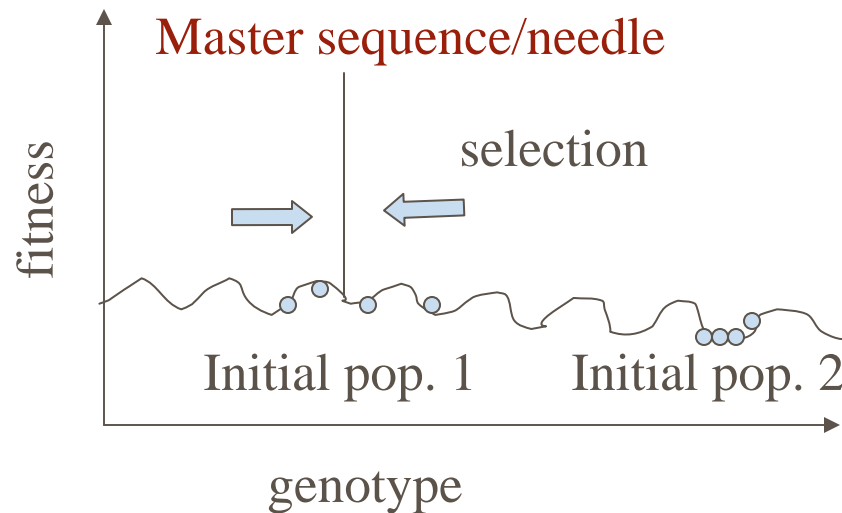 Master sequence/needle
selection
fitness
Initial pop. 1
Initial pop. 2
genotype